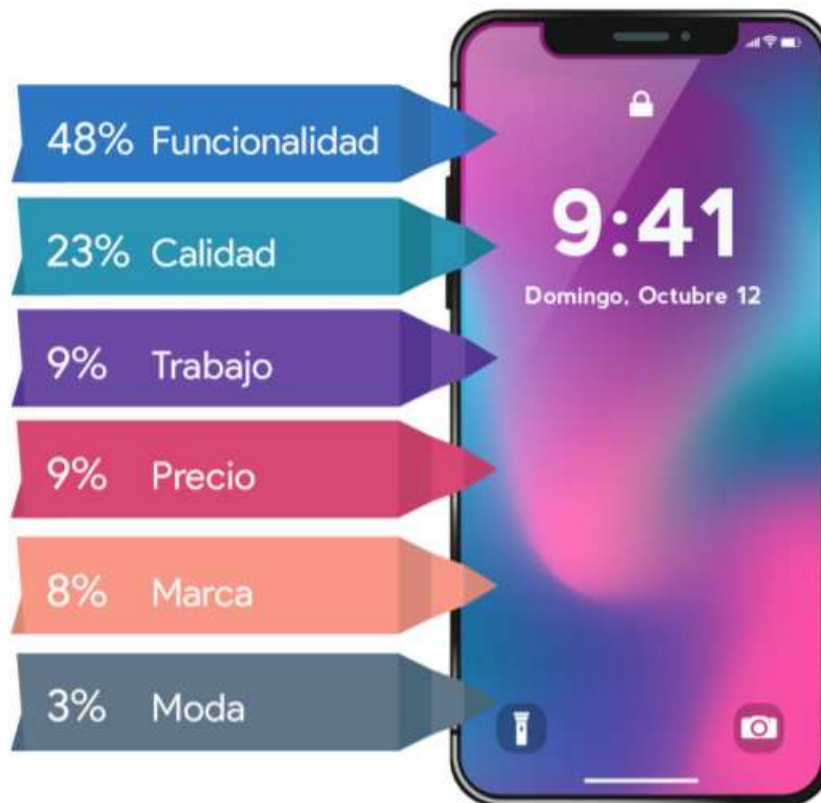 48% Funcionalidad
23% Calidad
9% Trabajo
9% Precio
8% Marca
3% Moda
9:41
Domingo, Octubre 12